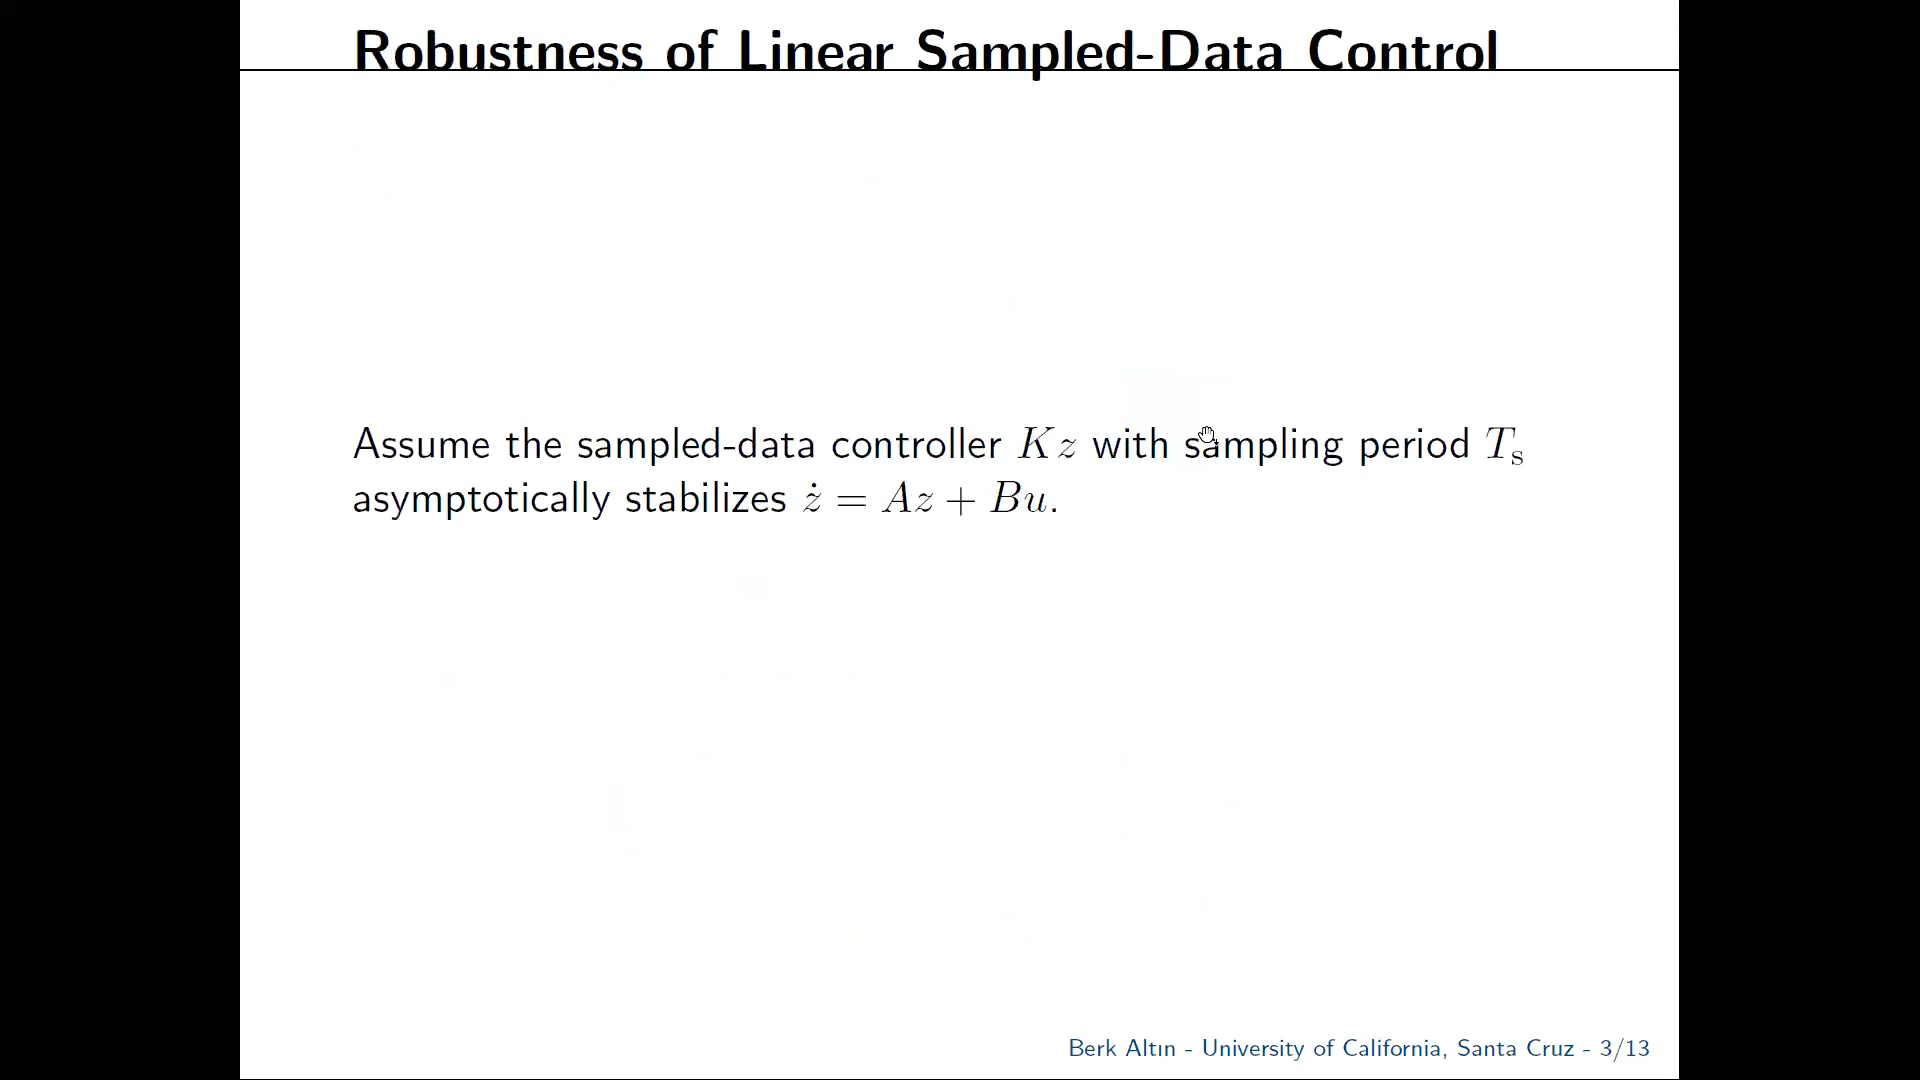 Robustness of Linear Sampled-Data Control
Assume the sampled-data controller Kz with sampling period Tₛ
asymptotically stabilizes ż = Az + Bu.
Berk Altın - University of California, Santa Cruz - 3/13